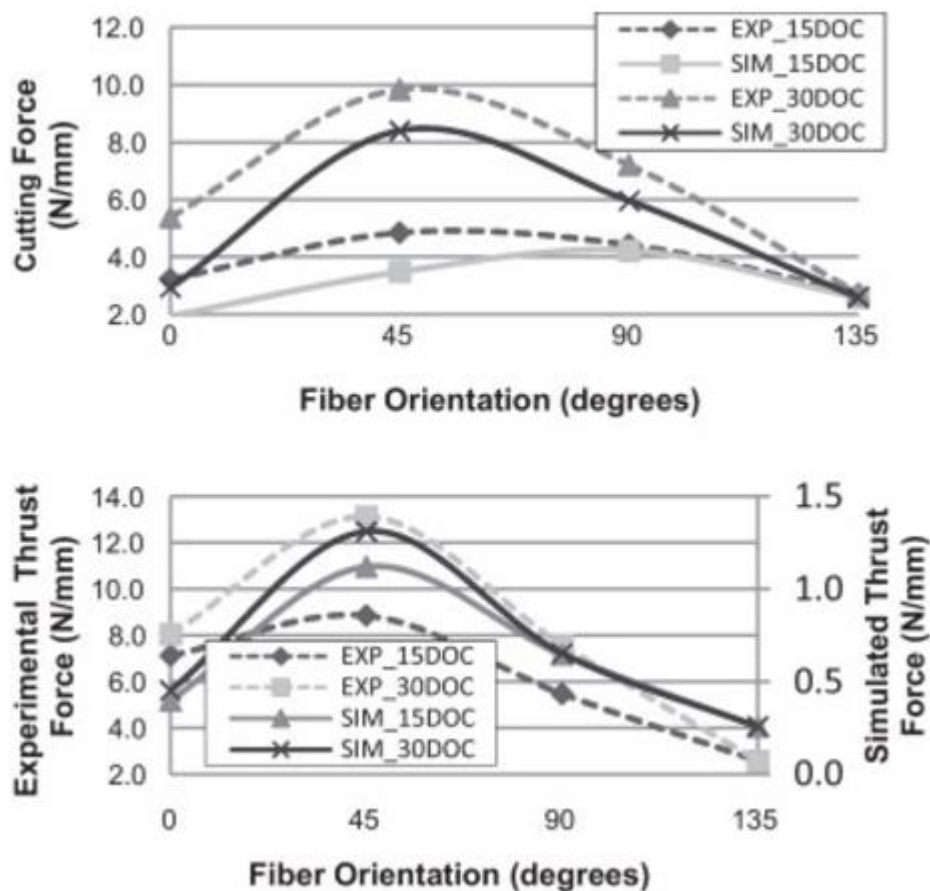 Cutting Force
(N/mm)
12.0
10.0
8.0
6.0
4.0
2.0
EXP_15DOC
SIM_15DOC
EXP_30DOC
SIM_30DOC
0
45
90
135
Fiber Orientation (degrees)
Experimental Thrust
Force (N/mm)
14.0
12.0
10.0
8.0
6.0
4.0
2.0
EXP_15DOC
EXP_30DOC
SIM_15DOC
SIM_30DOC
1.5
1.0
0.5
0.0
Simulated Thrust
Force (N/mm)
0
45
90
135
Fiber Orientation (degrees)